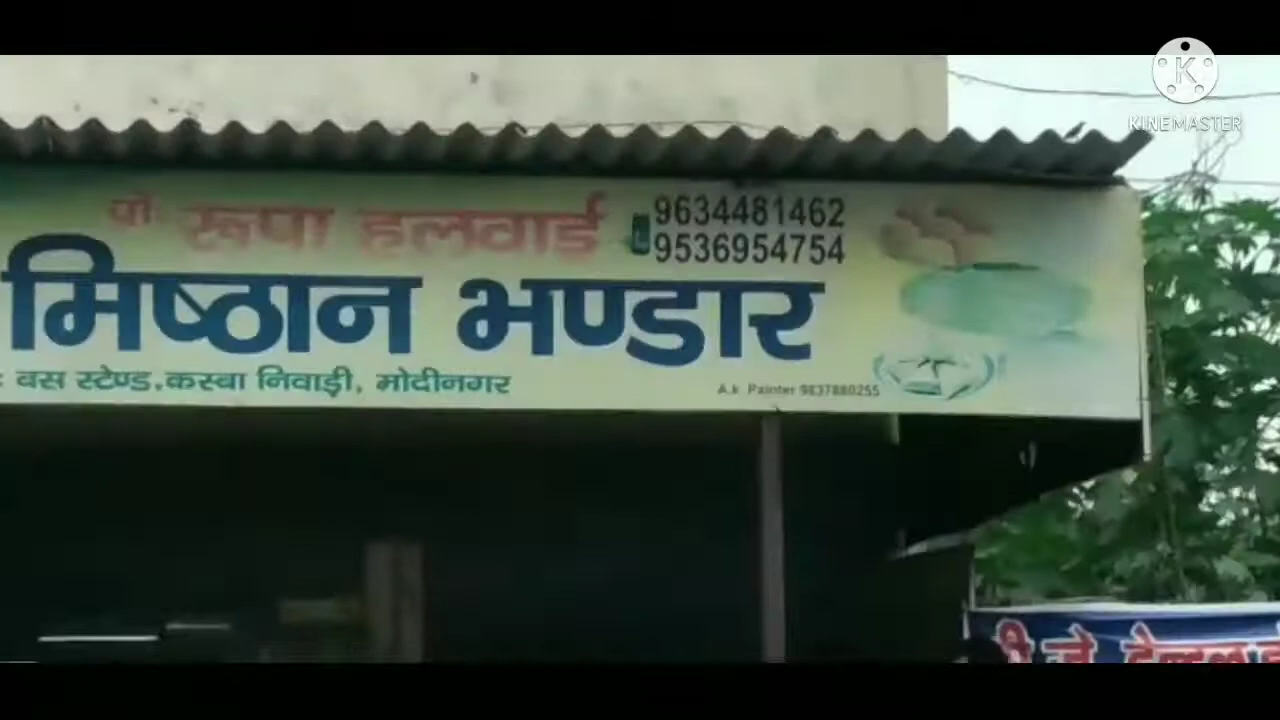 प्रो: रूपा हलवाई
9634481462
9536954754
मिष्ठान भण्डार
: बस स्टेण्ड,कस्बा निवाड़ी, मोदीनगर
A.k Painter 9837880255
KINEMASTER